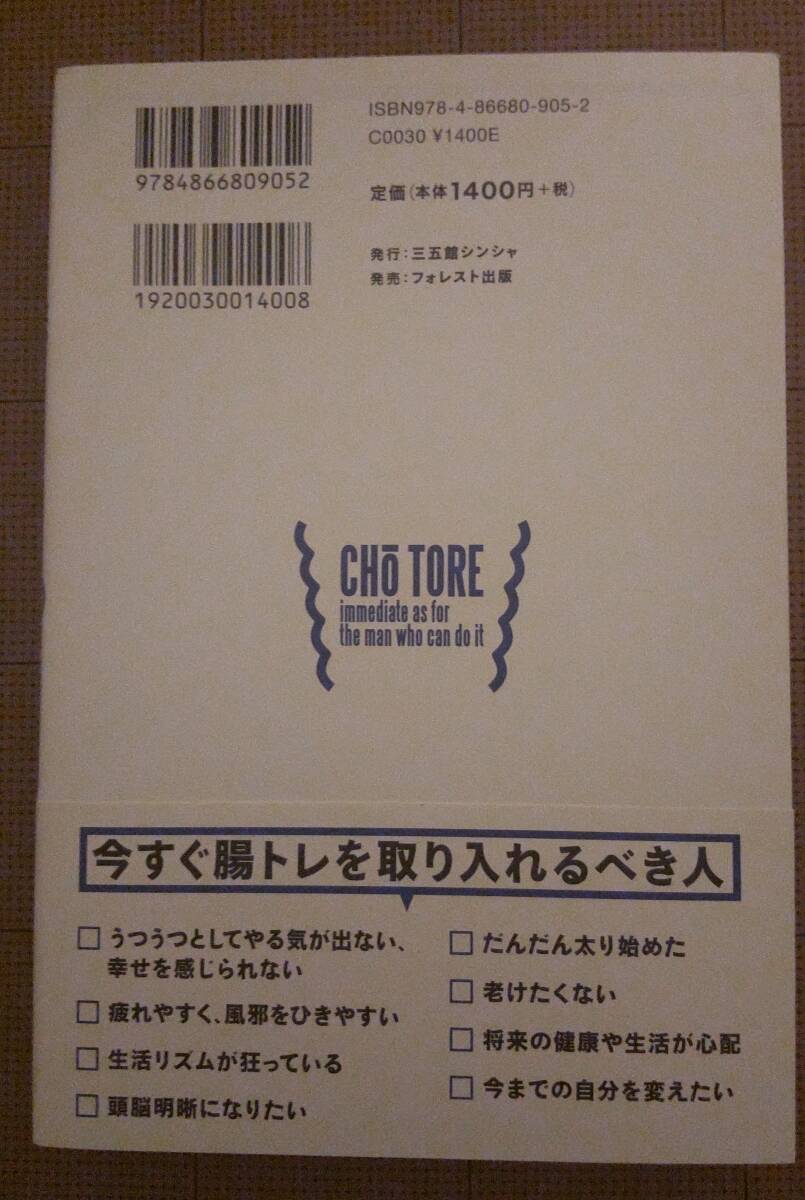 ISBN978-4-86680-905-2
C0030 ¥1400E
9784866809052
定価(本体1400円+税)
発行:三五館シンシャ
発売:フォレスト出版
1920030014008
CHō TORE
immediate as for
the man who can do it
今すぐ腸トレを取り入れるべき人
□ うつうつとしてやる気が出ない、
幸せを感じられない
□ 疲れやすく、風邪をひきやすい
□ 生活リズムが狂っている
□ 頭脳明晰になりたい
□ だんだん太り始めた
□ 老けたくない
□ 将来の健康や生活が心配
□ 今までの自分を変えたい